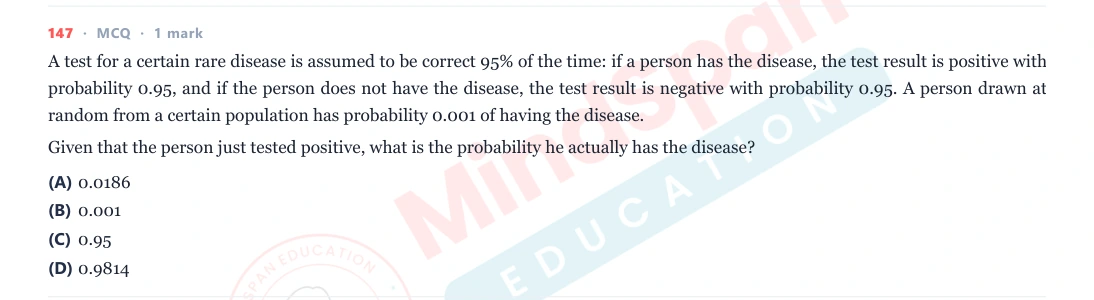 147 · MCQ · 1 mark
A test for a certain rare disease is assumed to be correct 95% of the time: if a person has the disease, the test result is positive with
probability 0.95, and if the person does not have the disease, the test result is negative with probability 0.95. A person drawn at
random from a certain population has probability 0.001 of having the disease.
Given that the person just tested positive, what is the probability he actually has the disease?
(A) 0.0186
(B) 0.001
(C) 0.95
(D) 0.9814
Mindspan
EDUCATION
SPAN EDUCATION